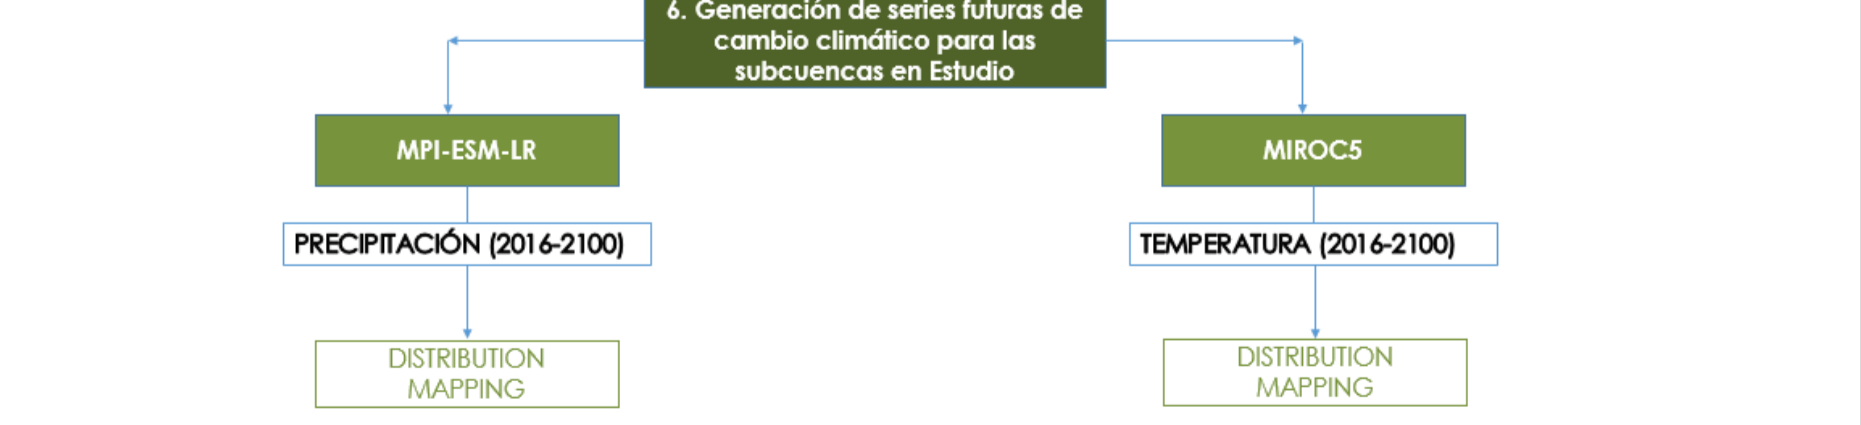 6. Generación de series futuras de
cambio climático para las
subcuencas en Estudio
MPI-ESM-LR
MIROC5
PRECIPITACIÓN (2016-2100)
TEMPERATURA (2016-2100)
DISTRIBUTION
MAPPING
DISTRIBUTION
MAPPING